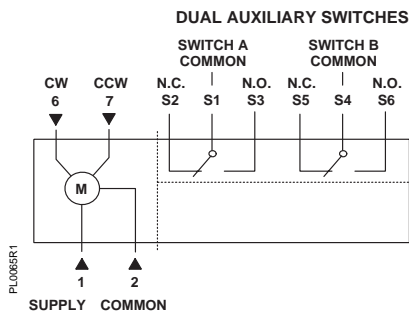 DUAL AUXILIARY SWITCHES
SWITCH A SWITCH B
COMMON COMMON
CW CCW N.C. N.O. N.C. N.O.
6 7 S2 S1 S3 S5 S4 S6
M
1 2
SUPPLY COMMON
PL0065R1